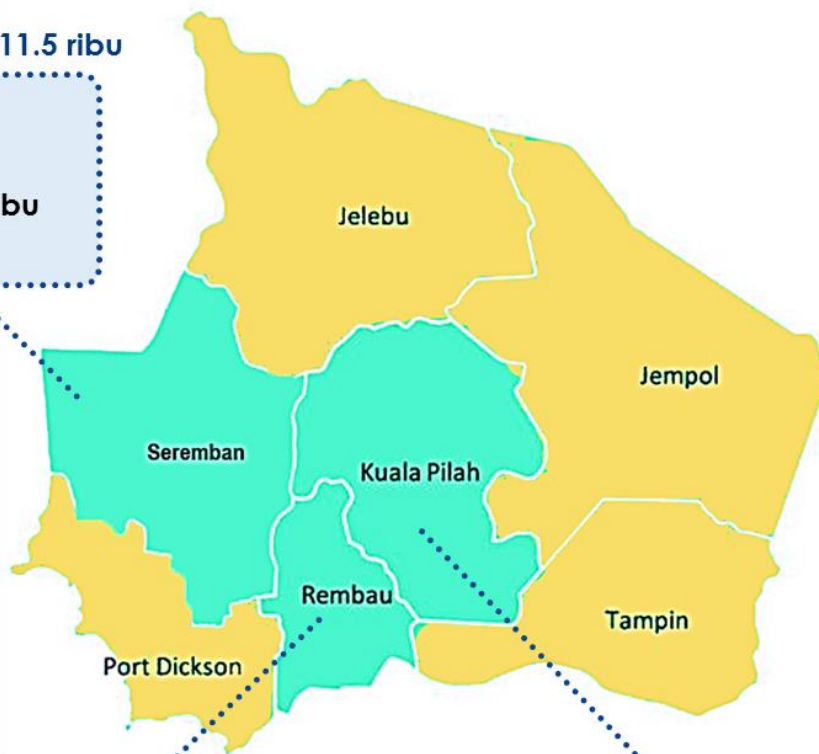 11.5 ribu
bu
Jelebu
Jempol
Seremban
Kuala Pilah
Rembau
Tampin
Port Dickson